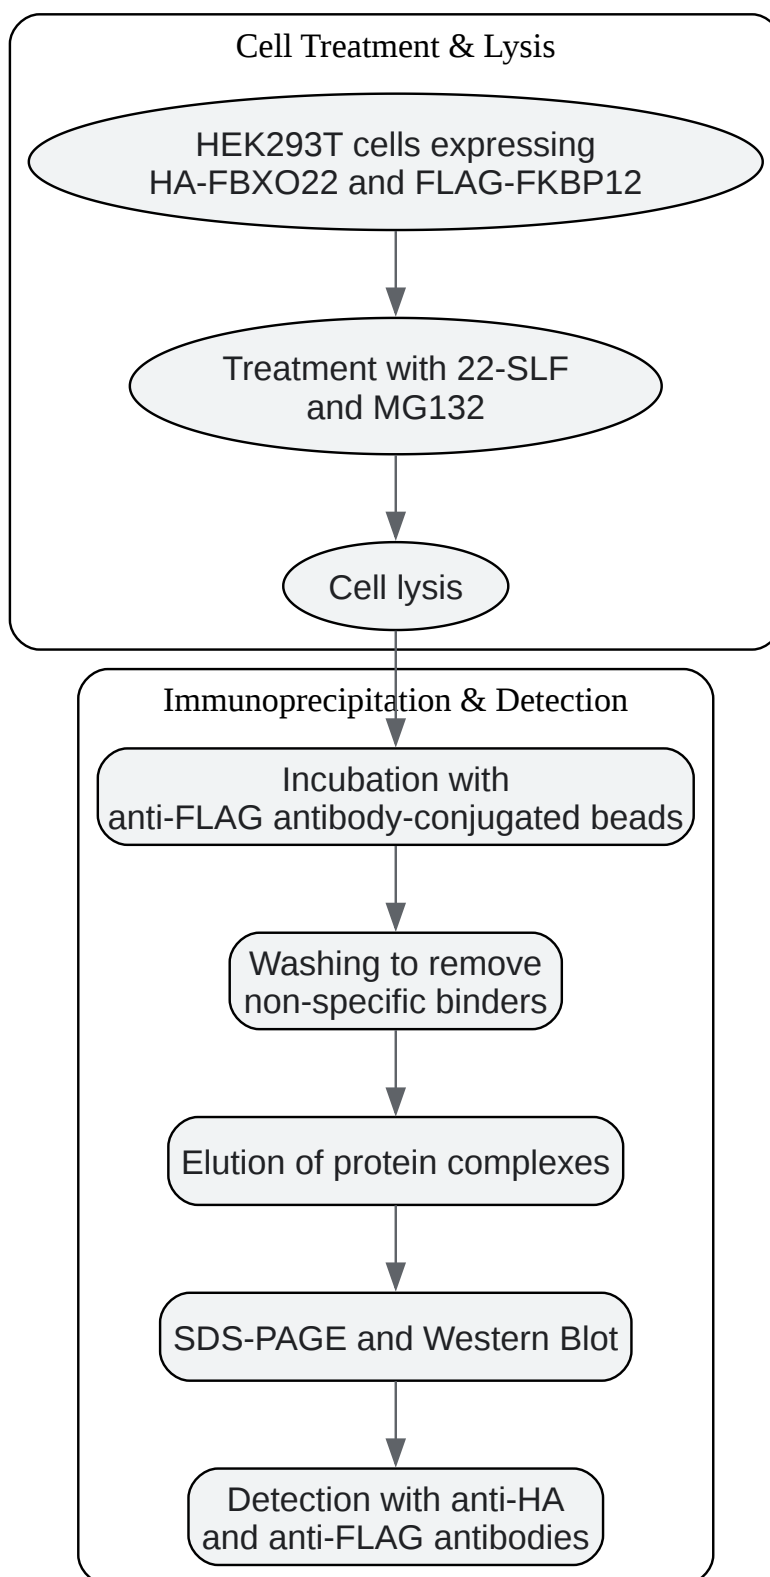 Cell Treatment & Lysis
HEK293T cells expressing
HA-FBXO22 and FLAG-FKBP12
Treatment with 22-SLF
and MG132
Cell lysis
Immunoprecipitation & Detection
Incubation with
anti-FLAG antibody-conjugated beads
Washing to remove
non-specific binders
Elution of protein complexes
SDS-PAGE and Western Blot
Detection with anti-HA
and anti-FLAG antibodies